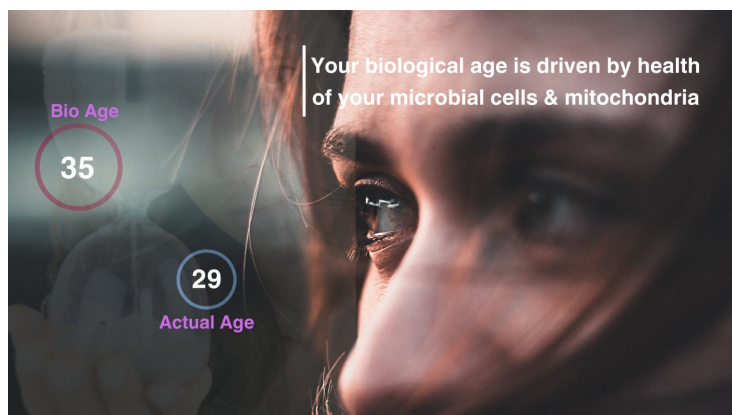 Your biological age is driven by health
of your microbial cells & mitochondria
Bio Age
35
29
Actual Age